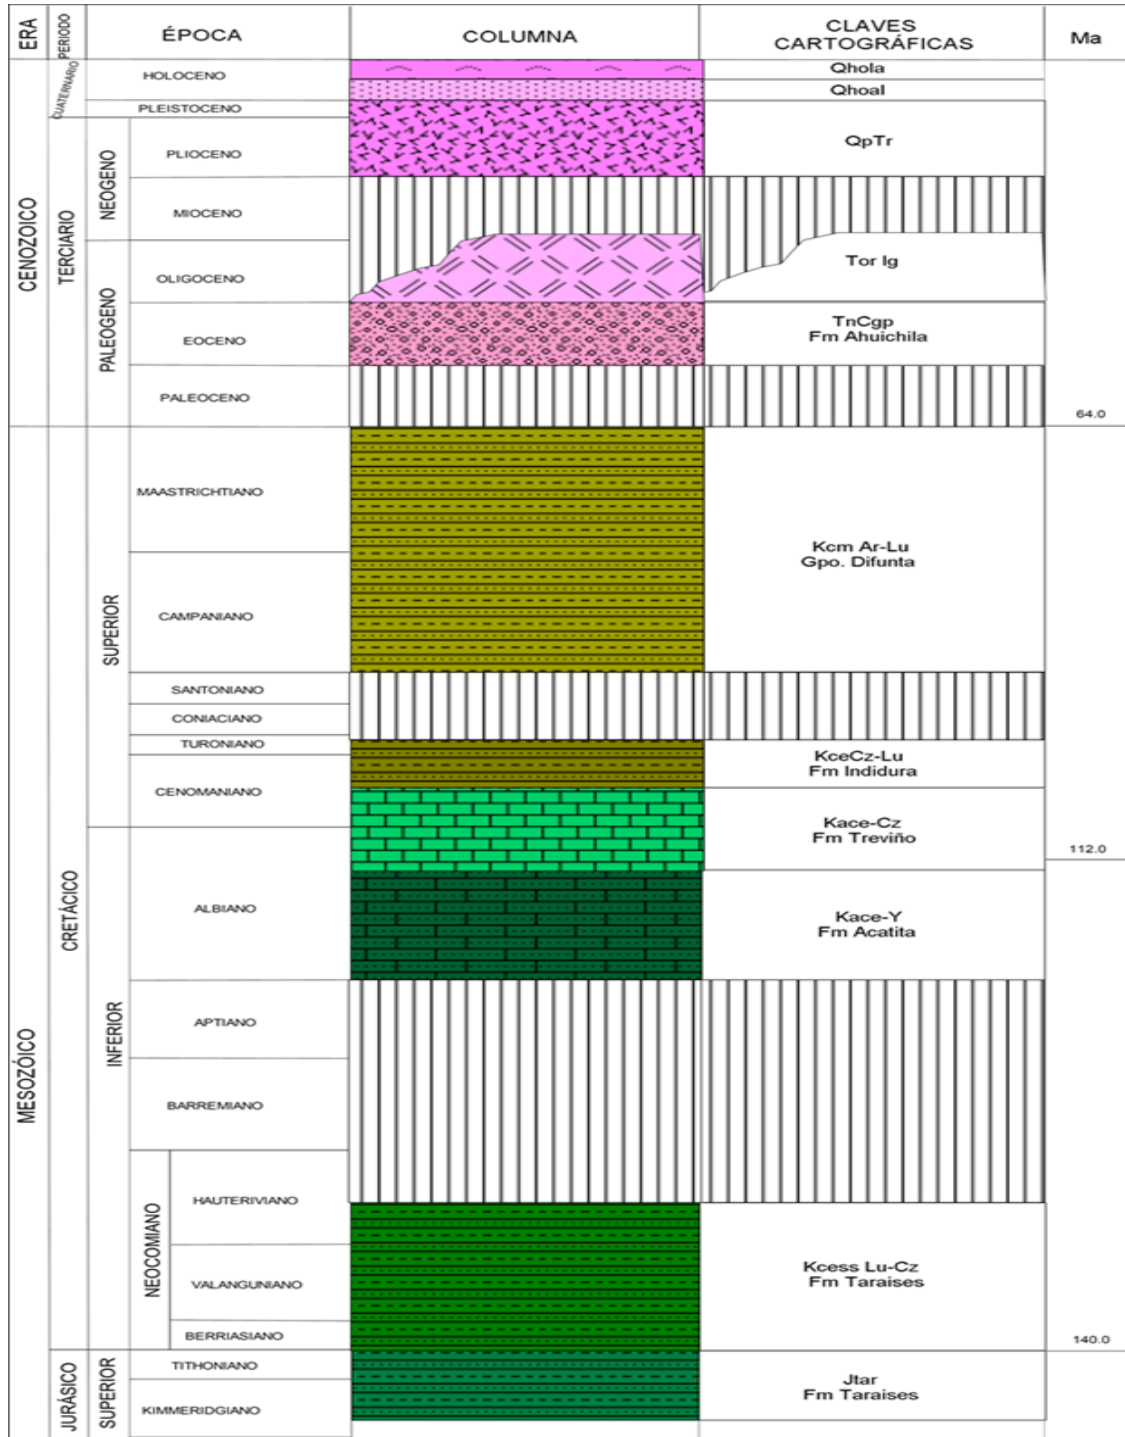 ERA
PERIODO
ÉPOCA
COLUMNA
CLAVES
CARTOGRÁFICAS
Ma
CENOZOICO
CUATERNARIO
HOLOCENO
Qhola
Qhoal
PLEISTOCENO
TERCIARIO
NEOGENO
PLIOCENO
QpTr
MIOCENO
PALEOGENO
OLIGOCENO
Tor Ig
EOCENO
TnCgp
Fm Ahuichila
PALEOCENO
64.0
MESOZÓICO
CRETÁCICO
SUPERIOR
MAASTRICHTIANO
Kcm Ar-Lu
Gpo. Difunta
CAMPANIANO
SANTONIANO
CONIACIANO
TURONIANO
KceCz-Lu
Fm Indidura
CENOMANIANO
Kace-Cz
Fm Treviño
112.0
INFERIOR
ALBIANO
Kace-Y
Fm Acatita
APTIANO
BARREMIANO
NEOCOMIANO
HAUTERIVIANO
VALANGUNIANO
Kcess Lu-Cz
Fm Taraises
BERRIASIANO
140.0
JURÁSICO
SUPERIOR
TITHONIANO
Jtar
Fm Taraises
KIMMERIDGIANO